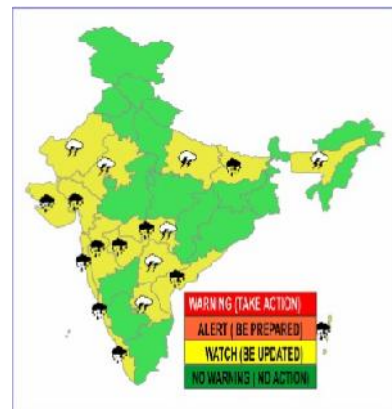 WARNING (TAKE ACTION)
ALERT ( BE PREPARED)
WATCH (BE UPDATED)
NO WARNING ( NO ACTION)